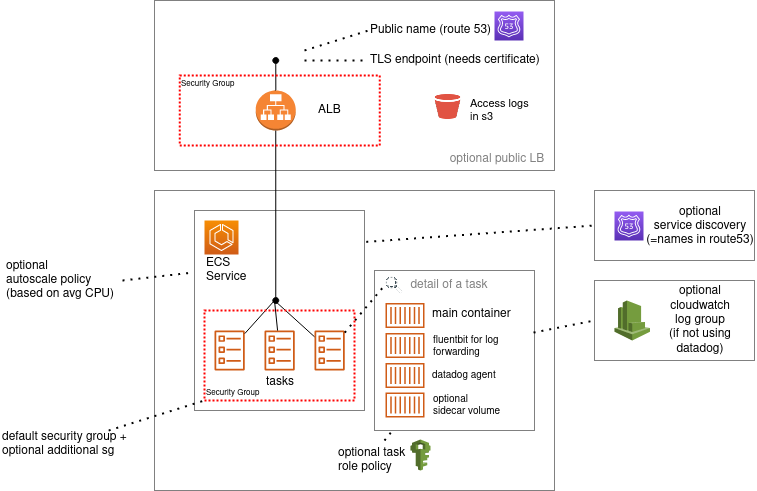 Public name (route 53)
53
TLS endpoint (needs certificate)
Security Group
ALB
Access logs
in s3
optional public LB
ECS
Service
optional
service discovery
(=names in route53)
53
optional
autoscale policy
(based on avg CPU)
detail of a task
main container
fluentbit for log
forwarding
datadog agent
optional
sidecar volume
optional
cloudwatch
log group
(if not using
datadog)
tasks
Security Group
default security group +
optional additional sg
optional task
role policy